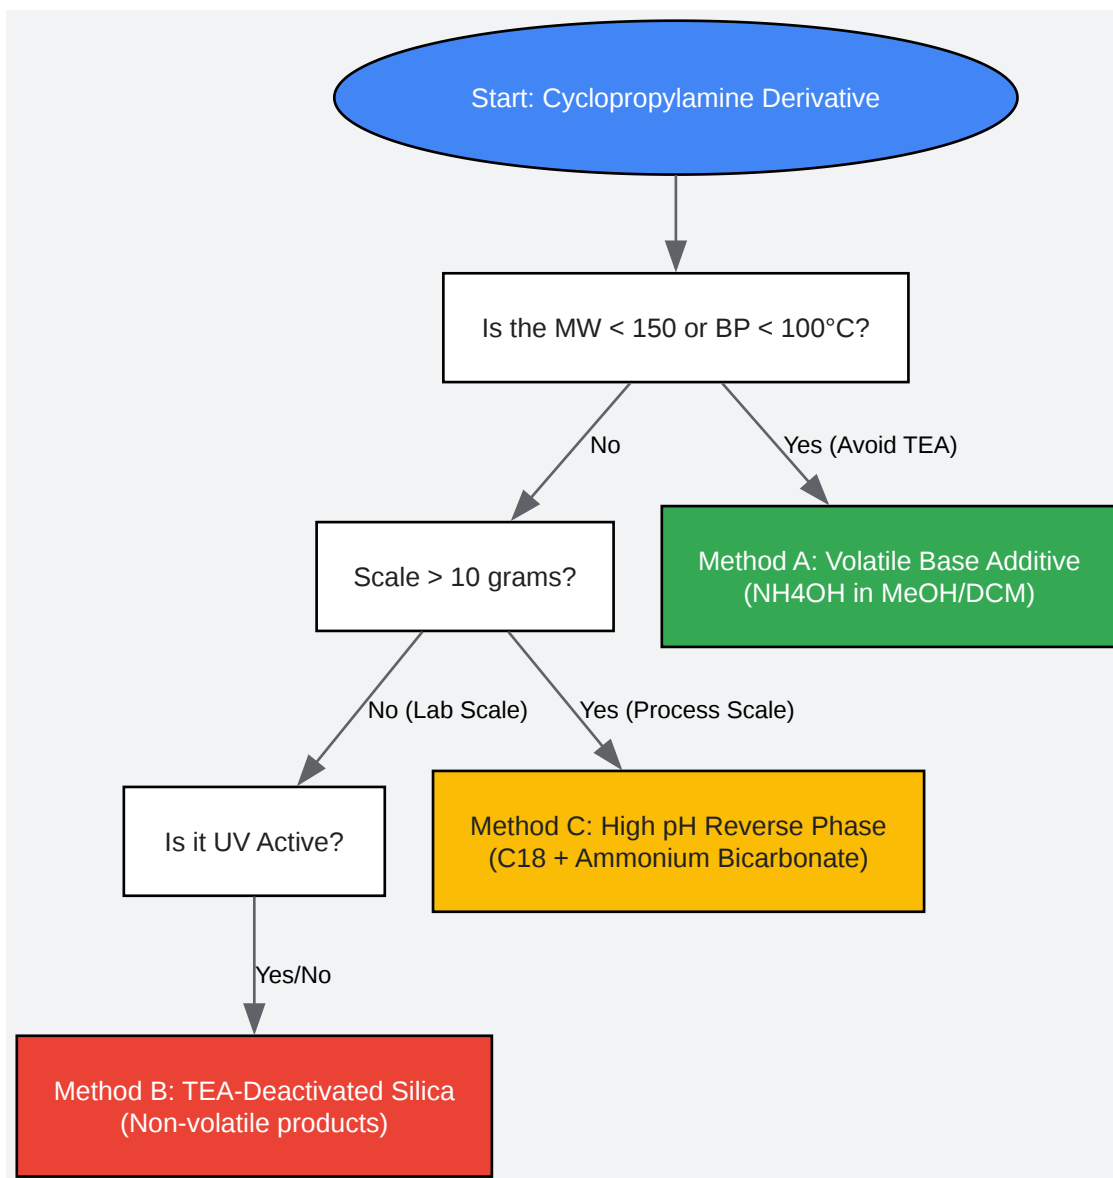 Start: Cyclopropylamine Derivative
Is the MW < 150 or BP < 100°C?
No
Yes (Avoid TEA)
Scale > 10 grams?
Method A: Volatile Base Additive
(NH4OH in MeOH/DCM)
No (Lab Scale)
Yes (Process Scale)
Is it UV Active?
Method C: High pH Reverse Phase
(C18 + Ammonium Bicarbonate)
Yes/No
Method B: TEA-Deactivated Silica
(Non-volatile products)